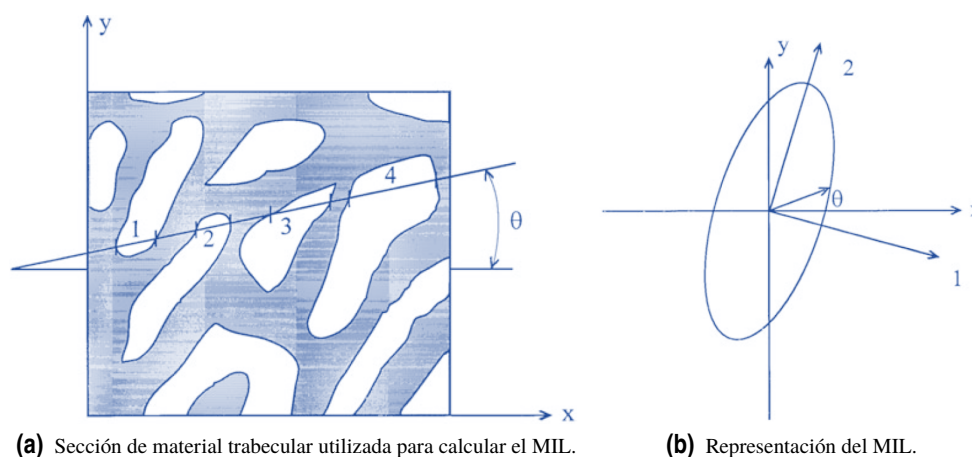 y
4
1
2
3
θ
x
y
2
θ
1
(a) Sección de material trabecular utilizada para calcular el MIL.
(b) Representación del MIL.